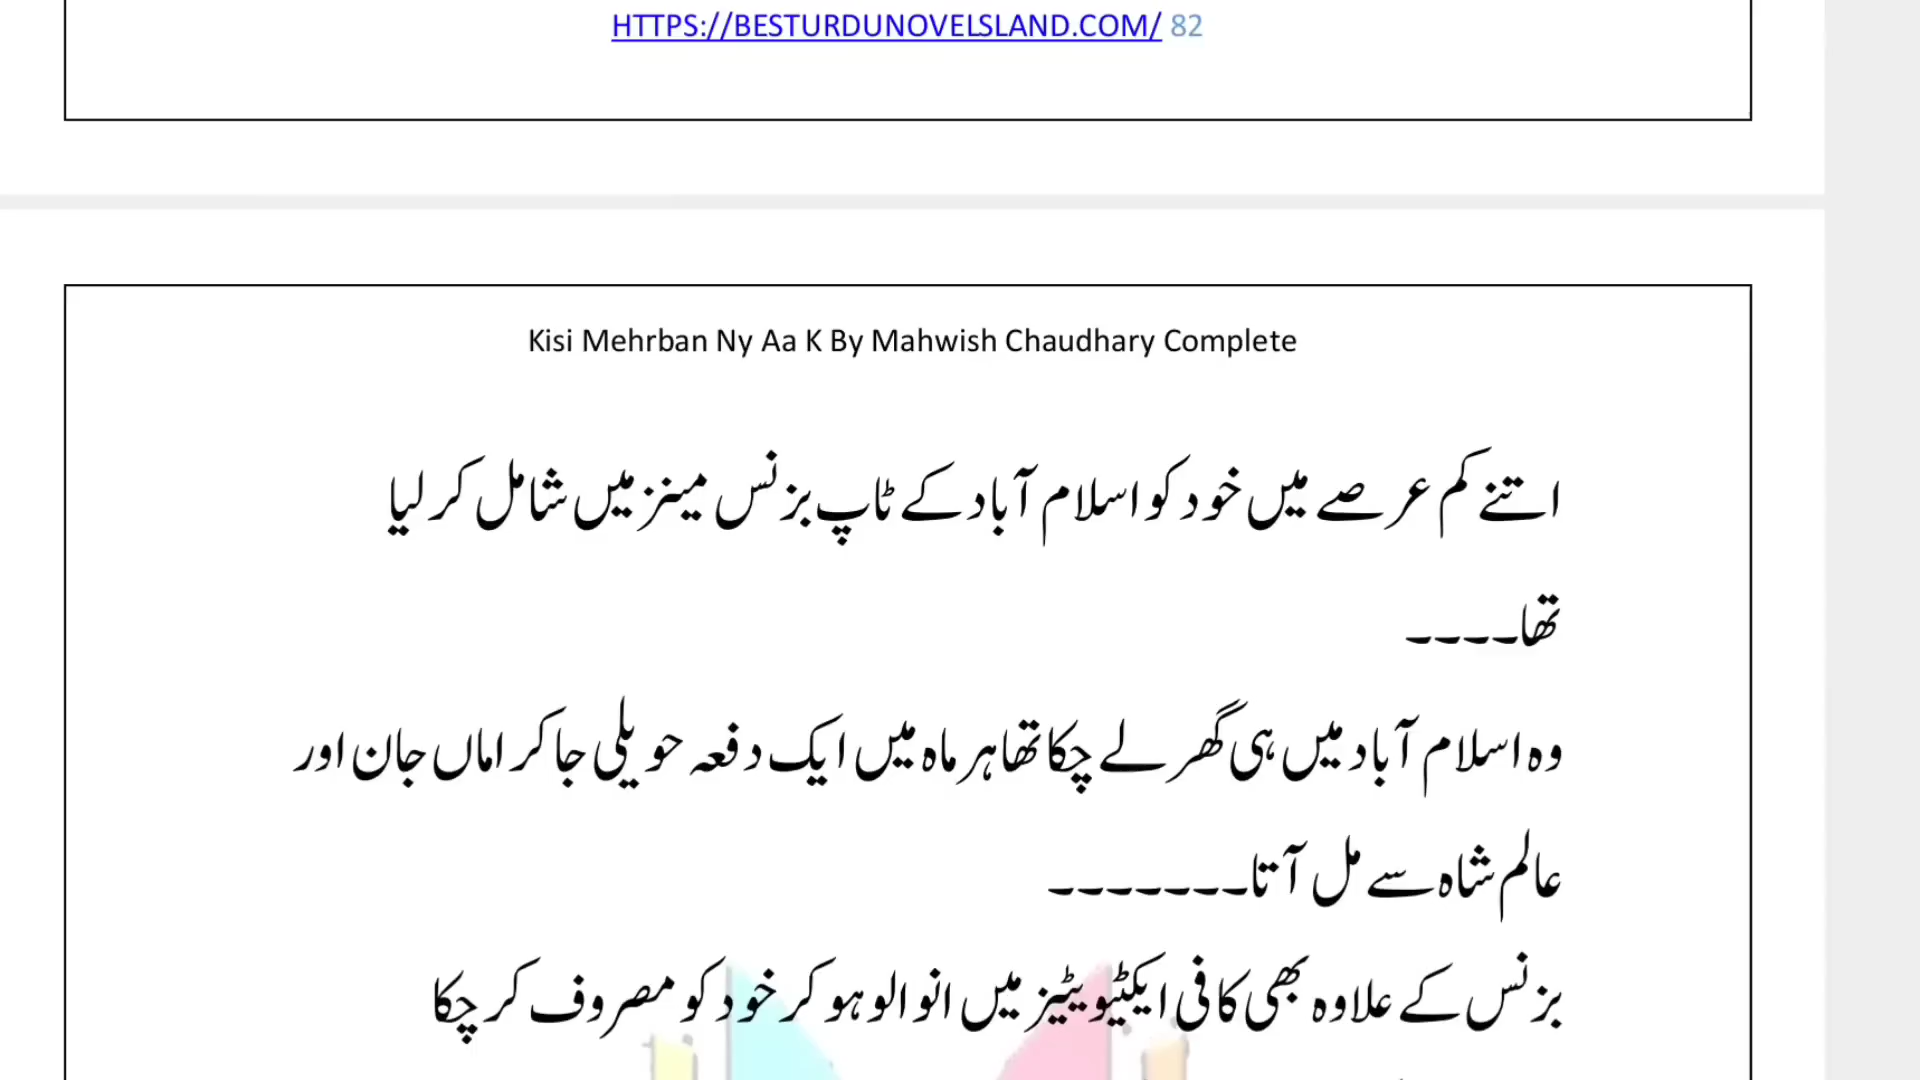 HTTPS://BESTURDUNOVELSLAND.COM/ 82
Kisi Mehrban Ny Aa K By Mahwish Chaudhary Complete
اتنے کم عرصے میں خود کو اسلام آباد کے ٹاپ بزنس مینز میں شامل کر لیا
تھا۔۔۔۔
وہ اسلام آباد میں ہی گھر لے چکا تھا ہر ماہ میں ایک دفعہ حویلی جا کر اماں جان اور
عالم شاہ سے مل آتا۔۔۔۔۔۔۔
بزنس کے علاوہ بھی کافی ایکٹیویٹیز میں انوالو ہو کر خود کو مصروف کر چکا